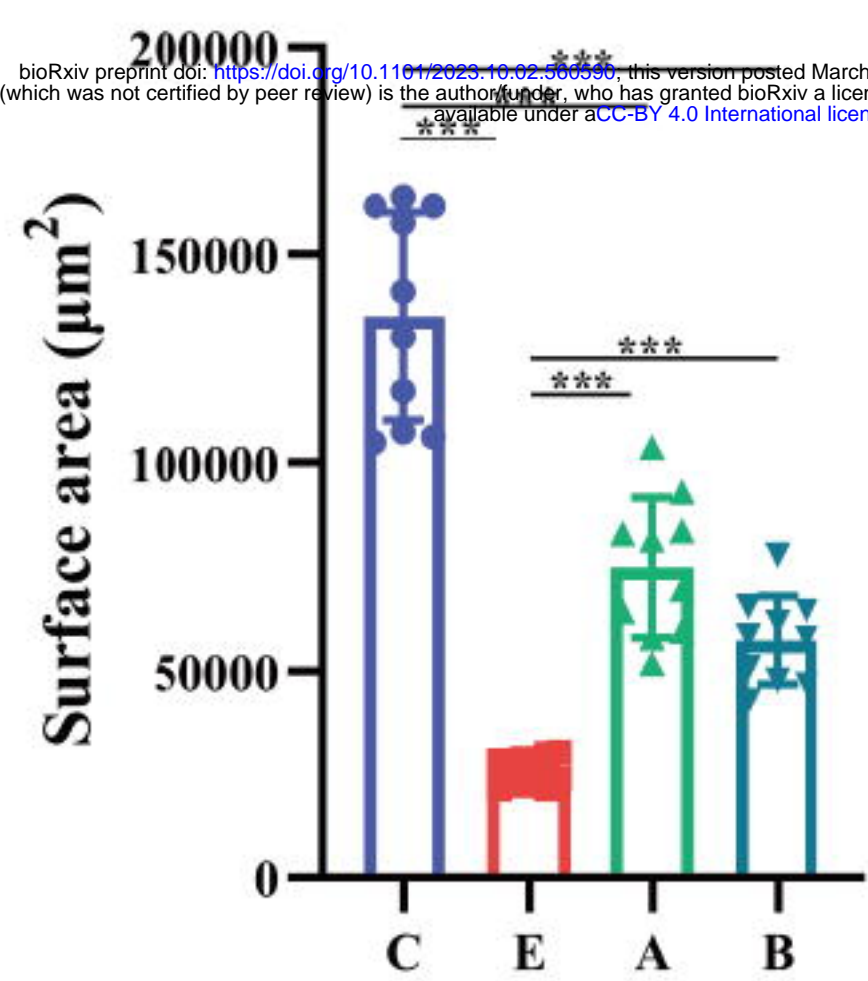 200000
***
bioRxiv preprint doi: https://doi.org/10.1101/2023.10.02.560590; this version posted March
(which was not certified by peer review) is the author/funder, who has granted bioRxiv a licen
***
available under aCC-BY 4.0 International licen
***
150000
***
***
100000
50000
0
Surface area (µm²)
C E A B